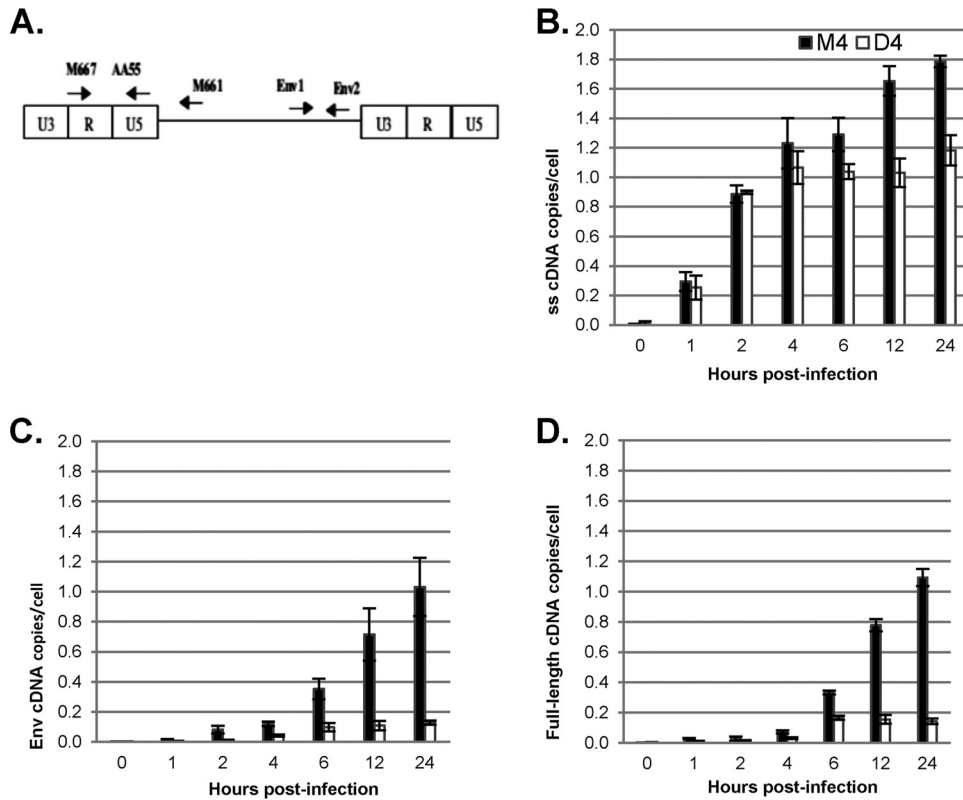 A.
M667 AA55 M661 Env1 Env2
U3 R U5 U3 R U5
B.
M4 D4
2.0
1.8
1.6
1.4
1.2
1.0
0.8
0.6
0.4
0.2
0.0
ss cDNA copies/cell
0 1 2 4 6 12 24
Hours post-infection
C.
2.0
1.8
1.6
1.4
1.2
1.0
0.8
0.6
0.4
0.2
0.0
Env cDNA copies/cell
0 1 2 4 6 12 24
Hours post-infection
D.
2.0
1.8
1.6
1.4
1.2
1.0
0.8
0.6
0.4
0.2
0.0
Full-length cDNA copies/cell
0 1 2 4 6 12 24
Hours post-infection